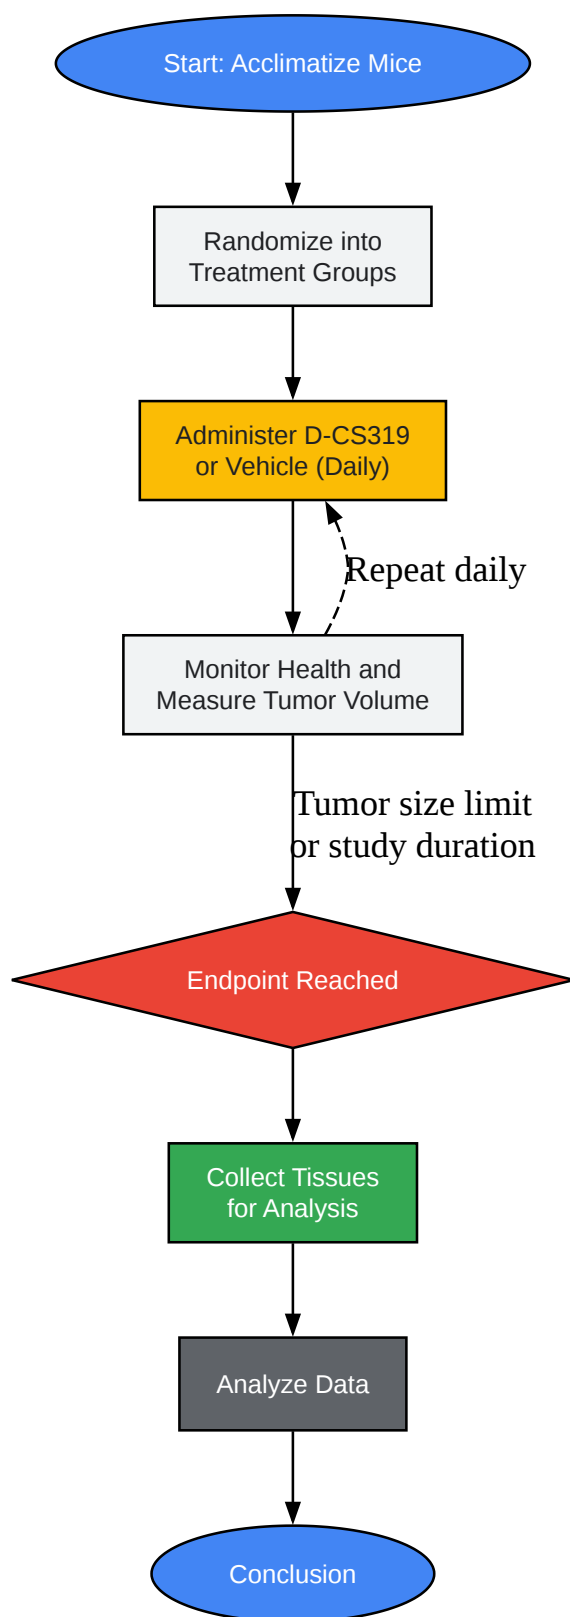 Start: Acclimatize Mice
Randomize into
Treatment Groups
Administer D-CS319
or Vehicle (Daily)
Repeat daily
Monitor Health and
Measure Tumor Volume
Tumor size limit
or study duration
Endpoint Reached
Collect Tissues
for Analysis
Analyze Data
Conclusion